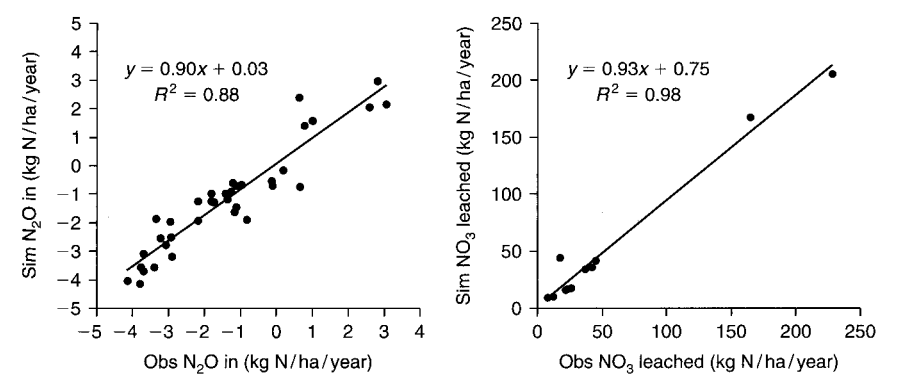 5
4
3
2
1
0
−1
−2
−3
−4
−5
Sim N2O in (kg N/ha/year)
y = 0.90x + 0.03
R² = 0.88
−5 −4 −3 −2 −1 0 1 2 3 4
Obs N2O in (kg N/ha/year)
250
200
150
100
50
0
Sim NO3 leached (kg N/ha/year)
y = 0.93x + 0.75
R² = 0.98
0 50 100 150 200 250
Obs NO3 leached (kg N/ha/year)